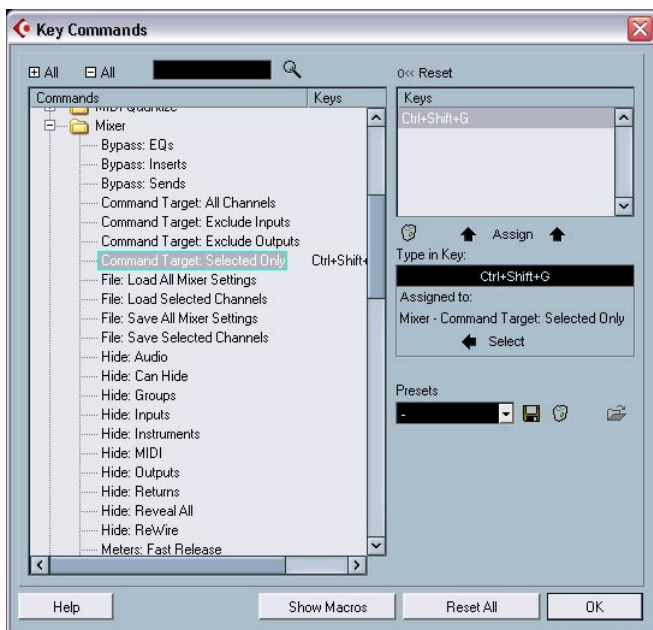 Key Commands
All All
0<< Reset
Commands Keys
Keys
MIDI Quantize
Ctrl+Shift+G
Mixer
Bypass: EQs
Bypass: Inserts
Bypass: Sends
Command Target: All Channels
Command Target: Exclude Inputs
Command Target: Exclude Outputs
Command Target: Selected Only Ctrl+Shift+
File: Load All Mixer Settings
File: Load Selected Channels
File: Save All Mixer Settings
File: Save Selected Channels
Hide: Audio
Hide: Can Hide
Hide: Groups
Hide: Inputs
Hide: Instruments
Hide: MIDI
Hide: Outputs
Hide: Returns
Hide: Reveal All
Hide: ReWire
Meters: Fast Release
Assign
Type in Key:
Ctrl+Shift+G
Assigned to:
Mixer - Command Target: Selected Only
Select
Presets
-
Help Show Macros Reset All OK